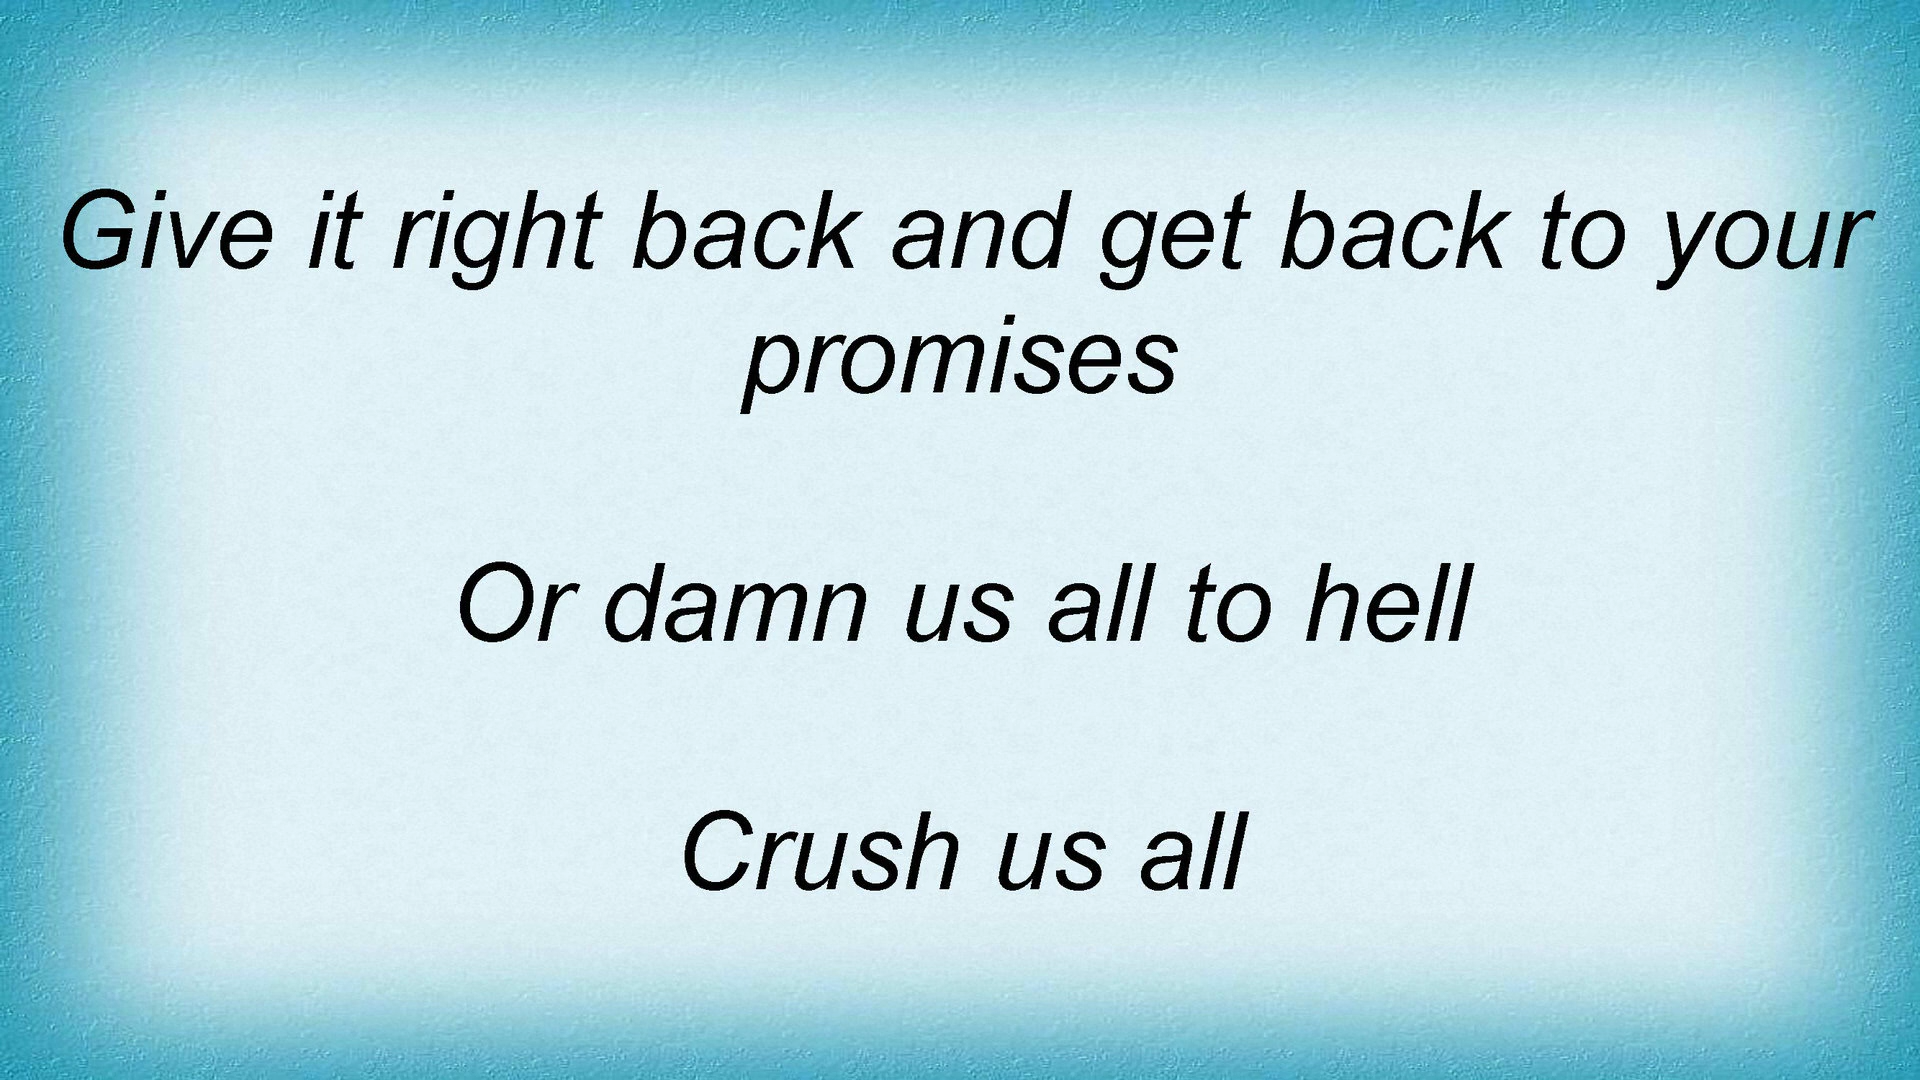 Give it right back and get back to your
promises
Or damn us all to hell
Crush us all